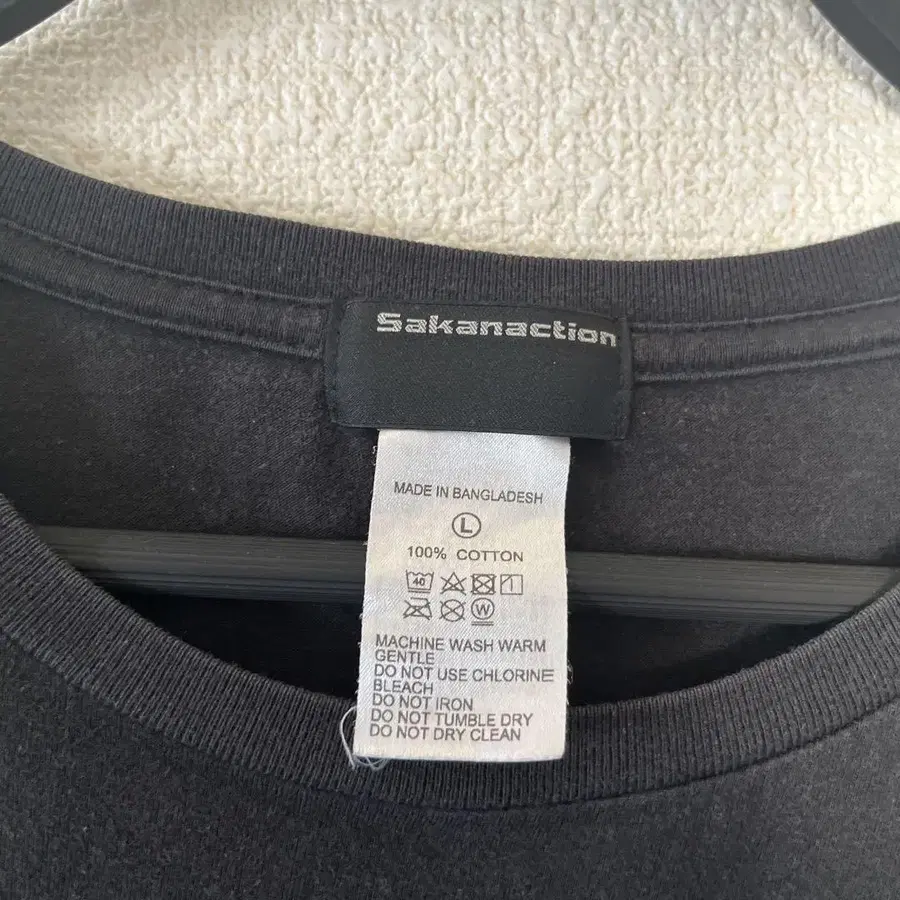 Sakanaction
MADE IN BANGLADESH
L
100% COTTON
40
W
MACHINE WASH WARM
GENTLE
DO NOT USE CHLORINE
BLEACH
DO NOT IRON
DO NOT TUMBLE DRY
DO NOT DRY CLEAN